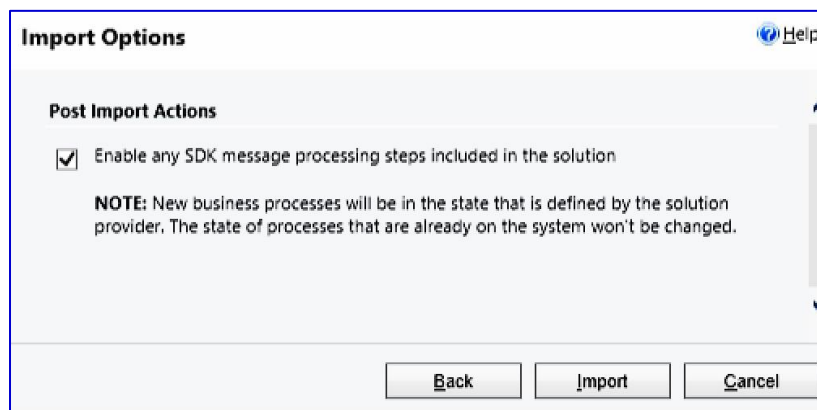 Import Options
Help
Post Import Actions
Enable any SDK message processing steps included in the solution
NOTE: New business processes will be in the state that is defined by the solution
provider. The state of processes that are already on the system won't be changed.
Back
Import
Cancel